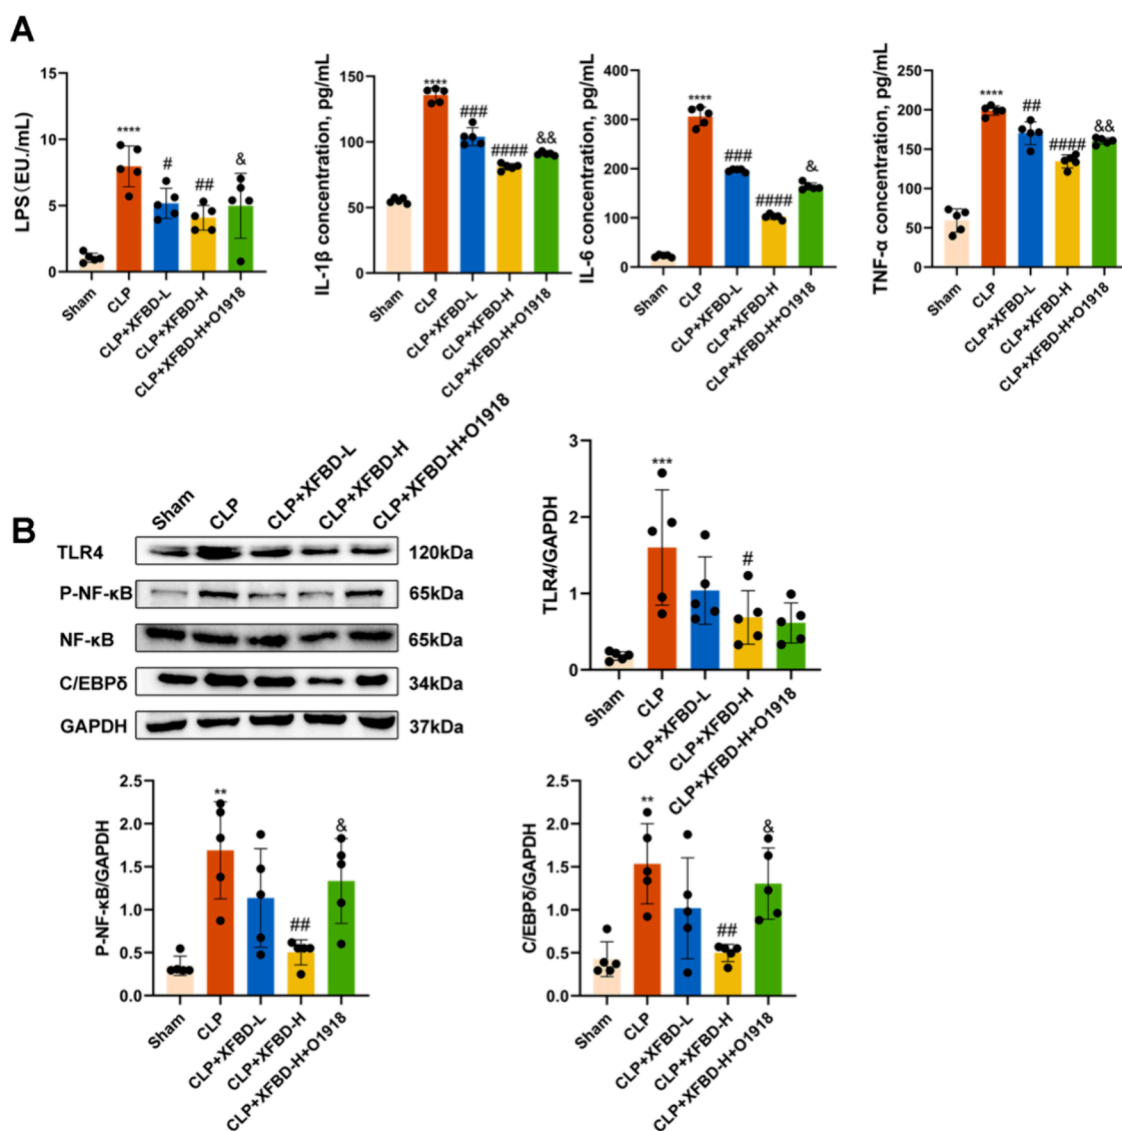 A
LPS(EU./mL)
15
10
5
0
****
#
##
&
Sham
CLP
CLP+XFBD-L
CLP+XFBD-H
CLP+XFBD-H+O1918
IL-1β concentration, pg/mL
150
100
50
0
****
###
####
&&
Sham
CLP
CLP+XFBD-L
CLP+XFBD-H
CLP+XFBD-H+O1918
IL-6 concentration, pg/mL
400
300
200
100
0
****
###
####
&
Sham
CLP
CLP+XFBD-L
CLP+XFBD-H
CLP+XFBD-H+O1918
TNF-α concentration, pg/mL
250
200
150
100
50
0
****
##
####
&&
Sham
CLP
CLP+XFBD-L
CLP+XFBD-H
CLP+XFBD-H+O1918
B
Sham
CLP
CLP+XFBD-L
CLP+XFBD-H
CLP+XFBD-H+O1918
TLR4 120kDa
P-NF-κB 65kDa
NF-κB 65kDa
C/EBPδ 34kDa
GAPDH 37kDa
TLR4/GAPDH
3
2
1
0
***
#
Sham
CLP
CLP+XFBD-L
CLP+XFBD-H
CLP+XFBD-H+O1918
P-NF-κB/GAPDH
2.5
2.0
1.5
1.0
0.5
0.0
**
##
&
Sham
CLP
CLP+XFBD-L
CLP+XFBD-H
CLP+XFBD-H+O1918
C/EBPδ/GAPDH
2.5
2.0
1.5
1.0
0.5
0.0
**
##
&
Sham
CLP
CLP+XFBD-L
CLP+XFBD-H
CLP+XFBD-H+O1918